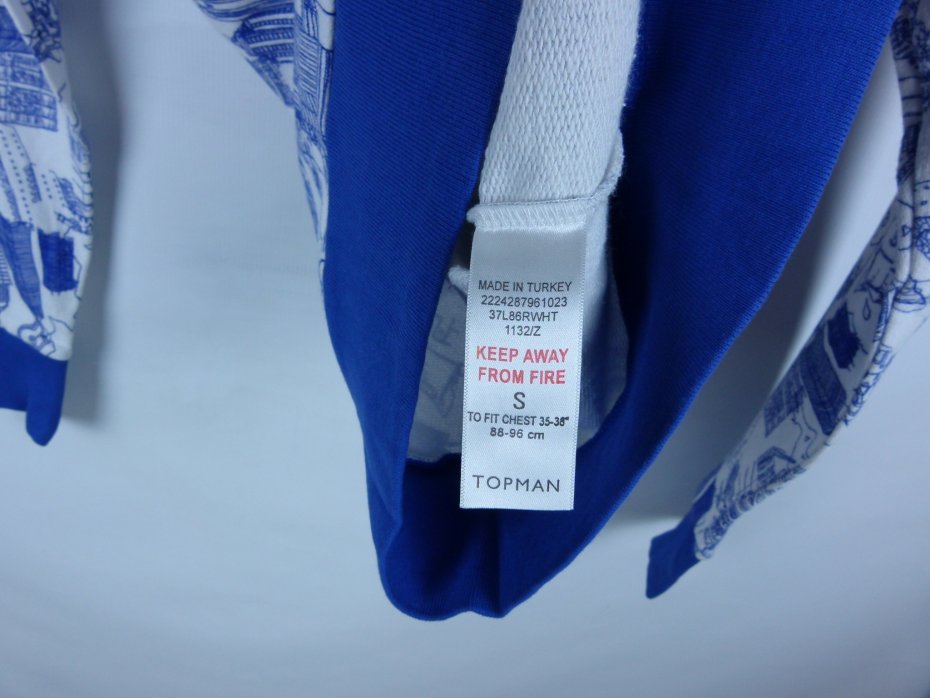 MADE IN TURKEY
2224287961023
37L86RWHT
1132/Z
KEEP AWAY
FROM FIRE
S
TO FIT CHEST 35-38"
88-96 cm
TOPMAN